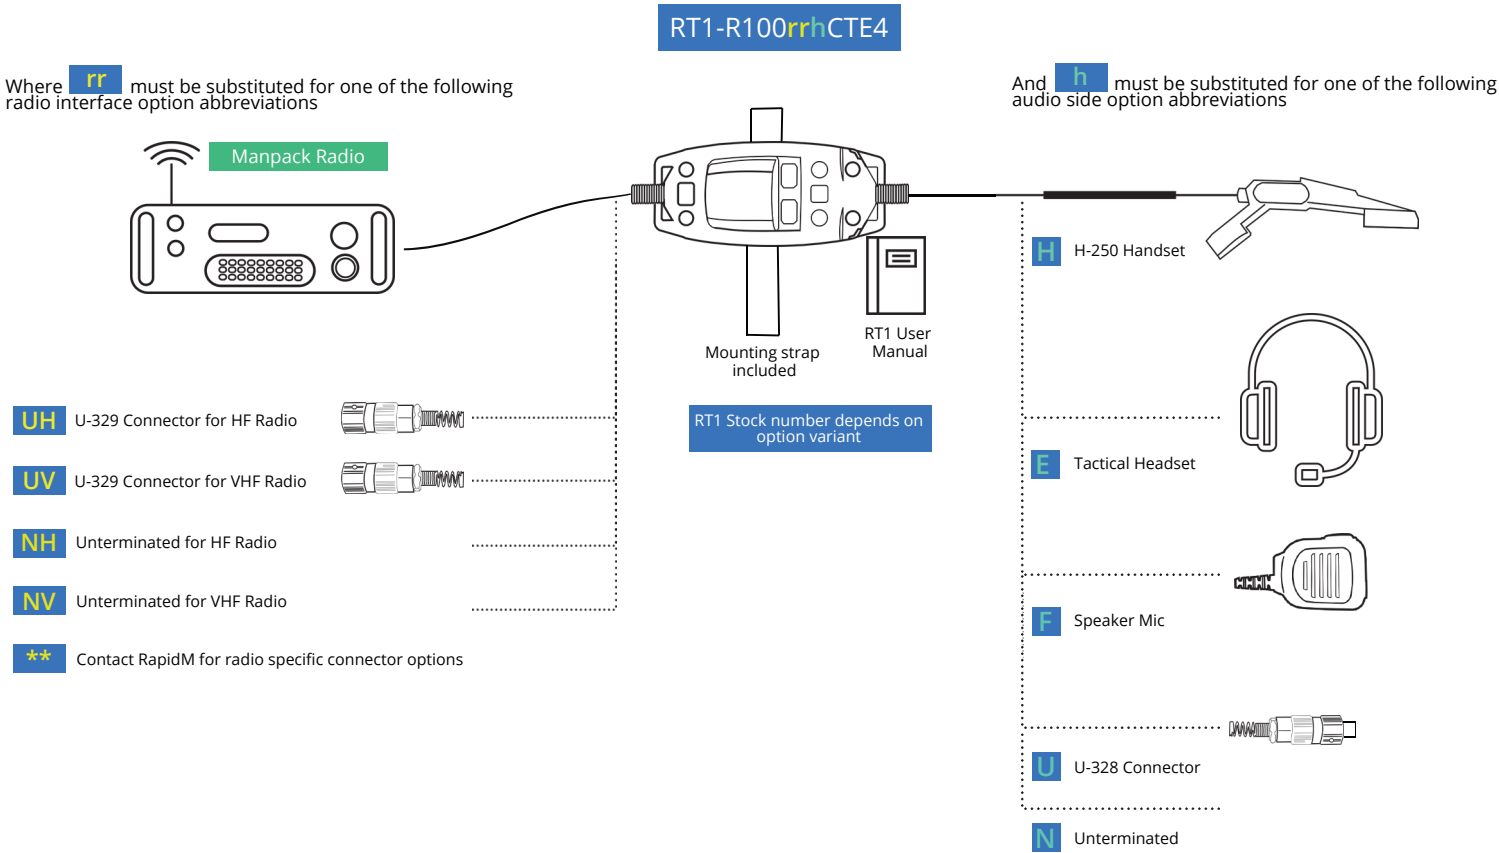 RT1-R100rrhCTE4
Where rr must be substituted for one of the following
radio interface option abbreviations
And h must be substituted for one of the following
audio side option abbreviations
Manpack Radio
H H-250 Handset
RT1 User
Manual
Mounting strap
included
RT1 Stock number depends on
option variant
UH U-329 Connector for HF Radio
UV U-329 Connector for VHF Radio
NH Unterminated for HF Radio
NV Unterminated for VHF Radio
** Contact RapidM for radio specific connector options
E Tactical Headset
F Speaker Mic
U U-328 Connector
N Unterminated